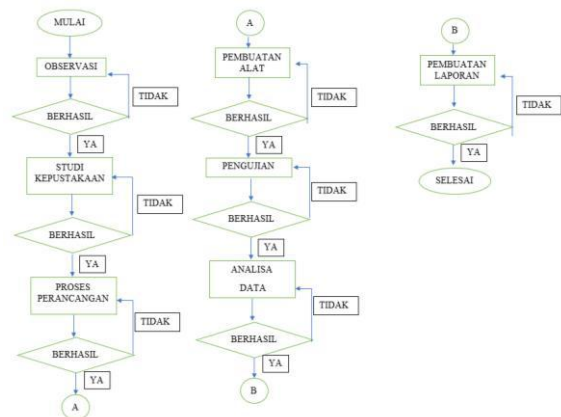 MULAI
OBSERVASI
TIDAK
BERHASIL
YA
STUDI
KEPUSTAKAAN
TIDAK
BERHASIL
YA
PROSES
PERANCANGAN
TIDAK
BERHASIL
YA
A
A
PEMBUATAN
ALAT
TIDAK
BERHASIL
YA
PENGUJIAN
TIDAK
BERHASIL
YA
ANALISA
DATA
TIDAK
BERHASIL
YA
B
B
PEMBUATAN
LAPORAN
TIDAK
BERHASIL
YA
SELESAI